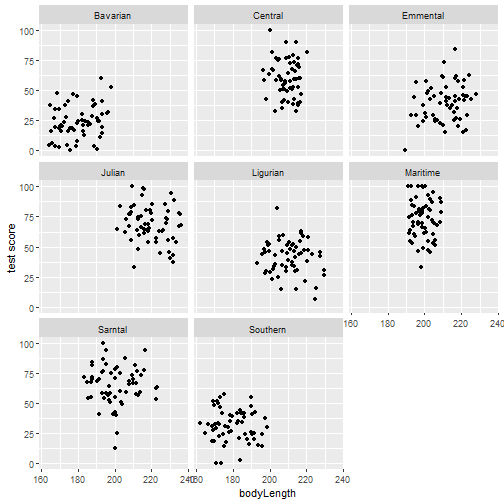 Bavarian Central Emmental
100
75
50
25
0
Julian Ligurian Maritime
100
75
50
25
0
160 180 200 220 240
Sarntal Southern
100
75
50
25
0
160 180 200 220 240 160 180 200 220 240
bodyLength
test score